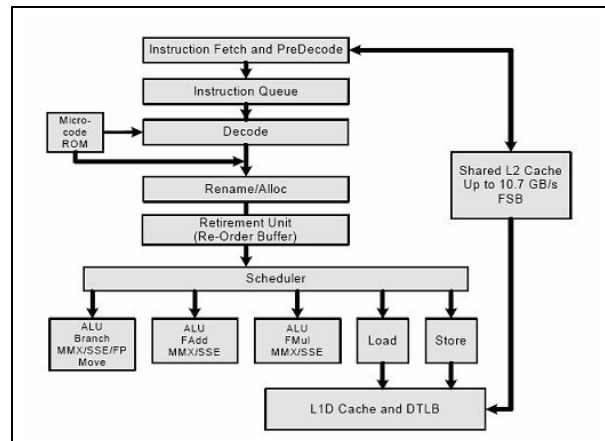 Instruction Fetch and PreDecode
Instruction Queue
Micro-
code
ROM
Decode
Rename/Alloc
Shared L2 Cache
Up to 10.7 GB/s
FSB
Retirement Unit
(Re-Order Buffer)
Scheduler
ALU
Branch
MMX/SSE/FP
Move
ALU
FAdd
MMX/SSE
ALU
FMul
MMX/SSE
Load
Store
L1D Cache and DTLB